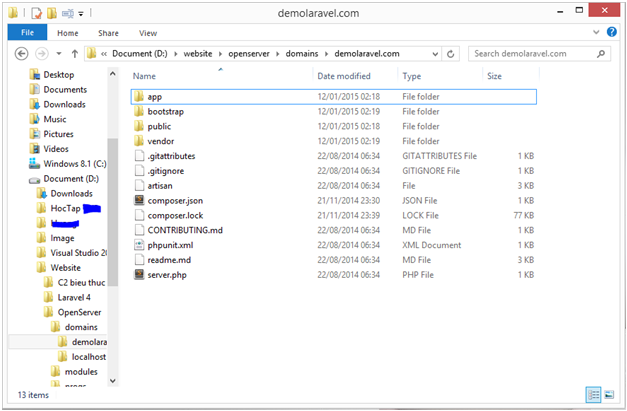 demolaravel.com
File Home Share View
« Document (D:) › website › openserver › domains › demolaravel.com
Search demolaravel.com
Name Date modified Type Size
Desktop
Documents
Downloads
Music
Pictures
Videos
Windows 8.1 (C:)
Document (D:)
Downloads
HocTap
Image
Visual Studio 20
Website
C2 bieu thuc
Laravel 4
OpenServer
domains
demolara
localhost
modules
progs
app 12/01/2015 02:18 File folder
bootstrap 12/01/2015 02:19 File folder
public 12/01/2015 02:18 File folder
vendor 12/01/2015 02:19 File folder
.gitattributes 22/08/2014 06:34 GITATTRIBUTES File 1 KB
.gitignore 22/08/2014 06:34 GITIGNORE File 1 KB
artisan 22/08/2014 06:34 File 3 KB
composer.json 21/11/2014 23:30 JSON File 1 KB
composer.lock 21/11/2014 23:39 LOCK File 77 KB
CONTRIBUTING.md 22/08/2014 06:34 MD File 1 KB
phpunit.xml 22/08/2014 06:34 XML Document 1 KB
readme.md 22/08/2014 06:34 MD File 3 KB
server.php 22/08/2014 06:34 PHP File 1 KB
13 items